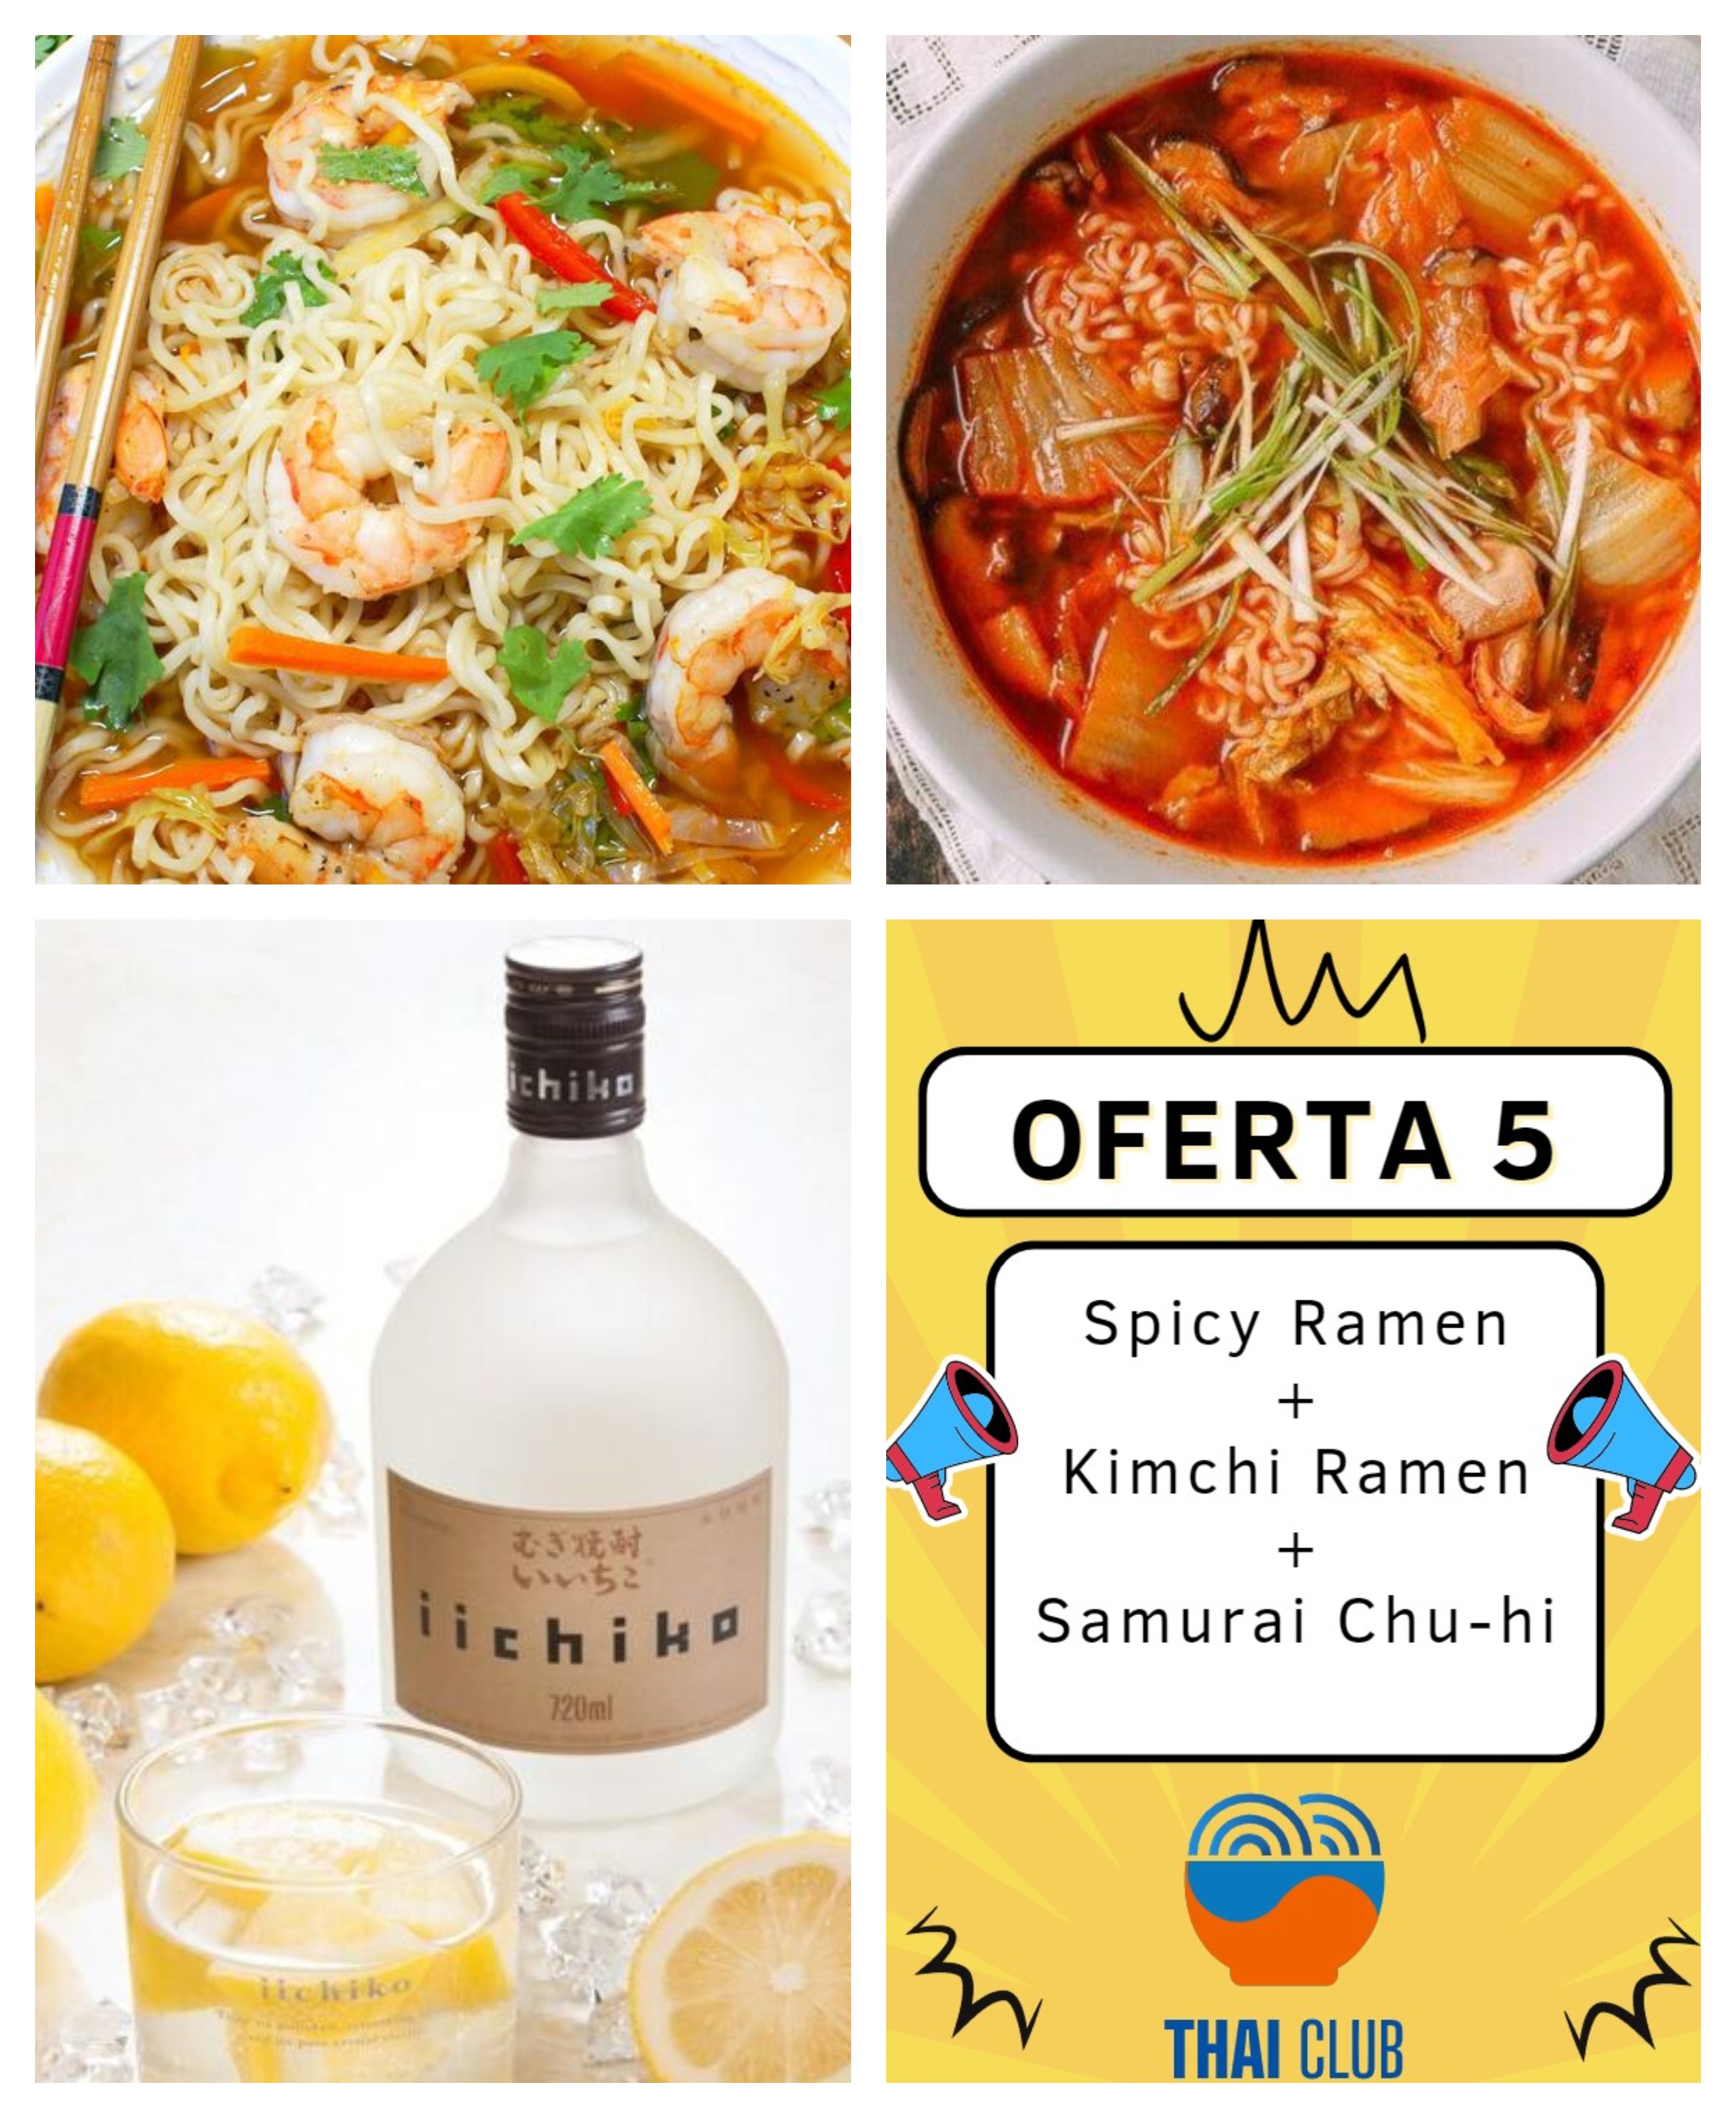 ichiko
むぎ焼酎
いいちこ
iichiko
720ml
iichiko
OFERTA 5
Spicy Ramen
+
Kimchi Ramen
+
Samurai Chu-hi
THAI CLUB